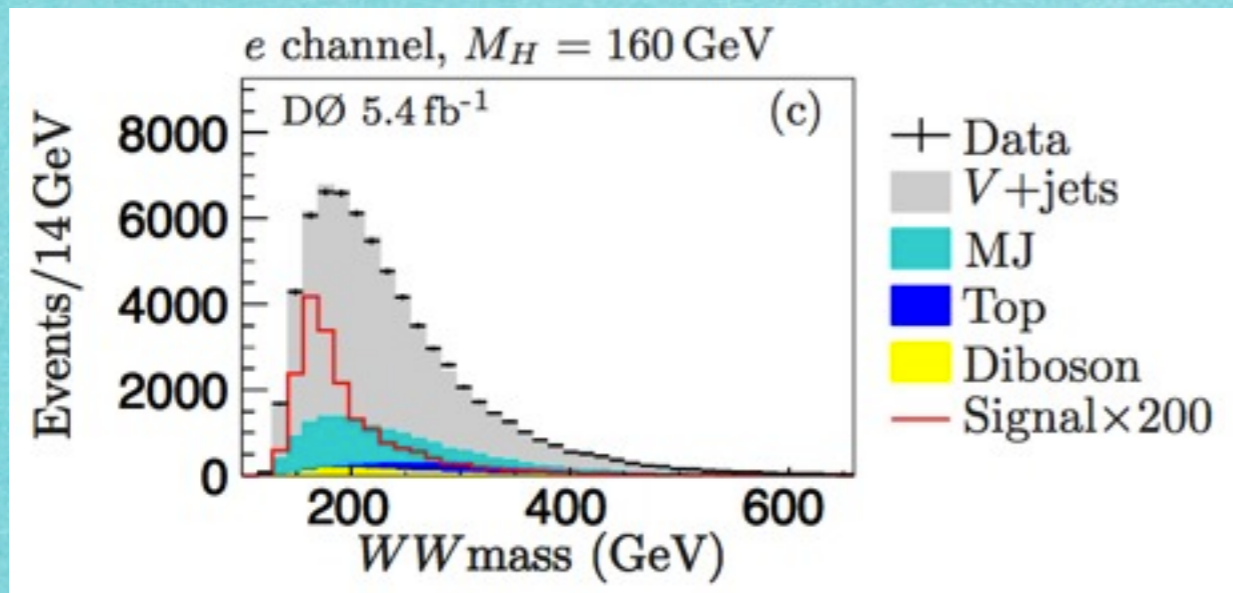 e channel, M_H = 160 GeV
DØ 5.4 fb-1
(c)
Events/14 GeV
8000
6000
4000
2000
0
200 400 600
WW mass (GeV)
Data
V+jets
MJ
Top
Diboson
Signal×200